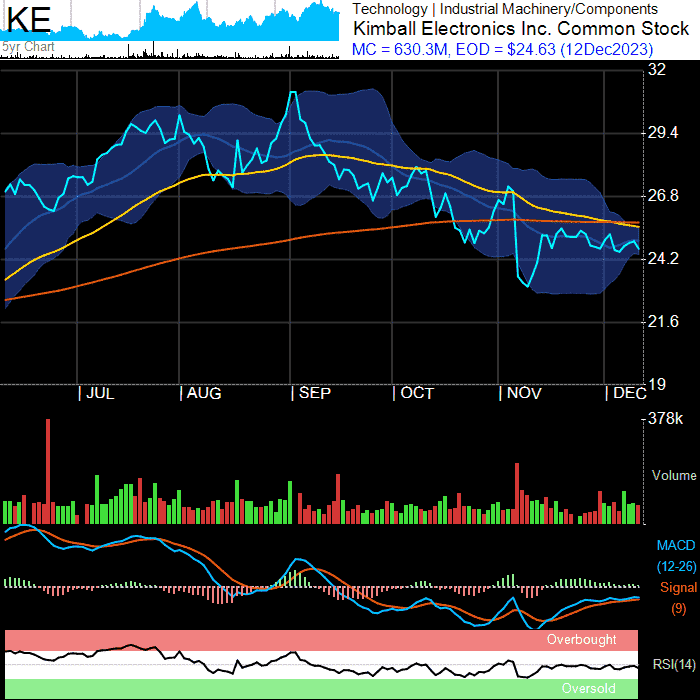 KE
5yr Chart
Technology | Industrial Machinery/Components
Kimball Electronics Inc. Common Stock
MC = 630.3M, EOD = $24.63 (12Dec2023)
32
29.4
26.8
24.2
21.6
19
| JUL | AUG | SEP | OCT | NOV | DEC
378k
Volume
MACD
(12-26)
Signal
(9)
Overbought
RSI(14)
Oversold